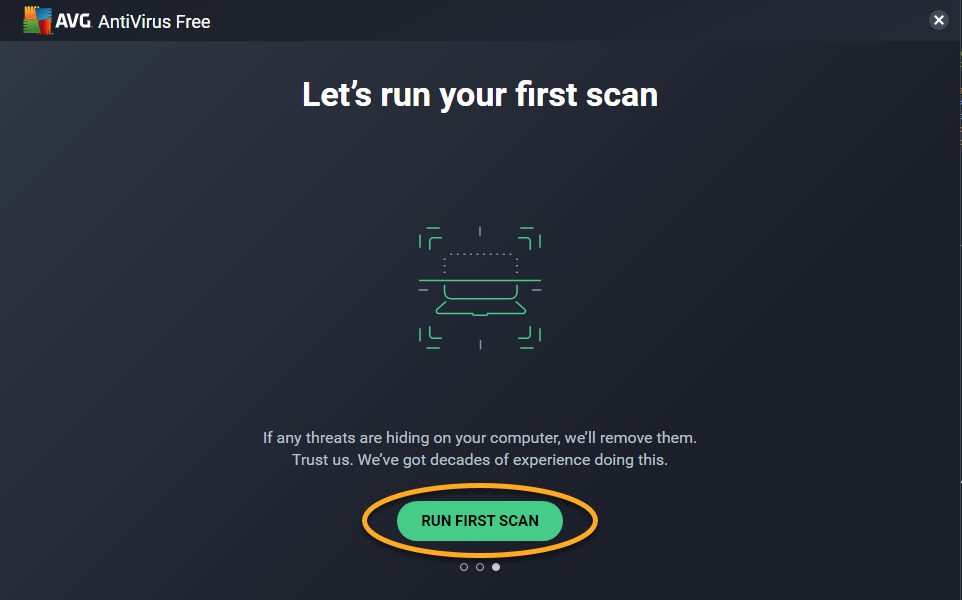 AVG AntiVirus Free
Let’s run your first scan
If any threats are hiding on your computer, we’ll remove them.
Trust us. We’ve got decades of experience doing this.
RUN FIRST SCAN